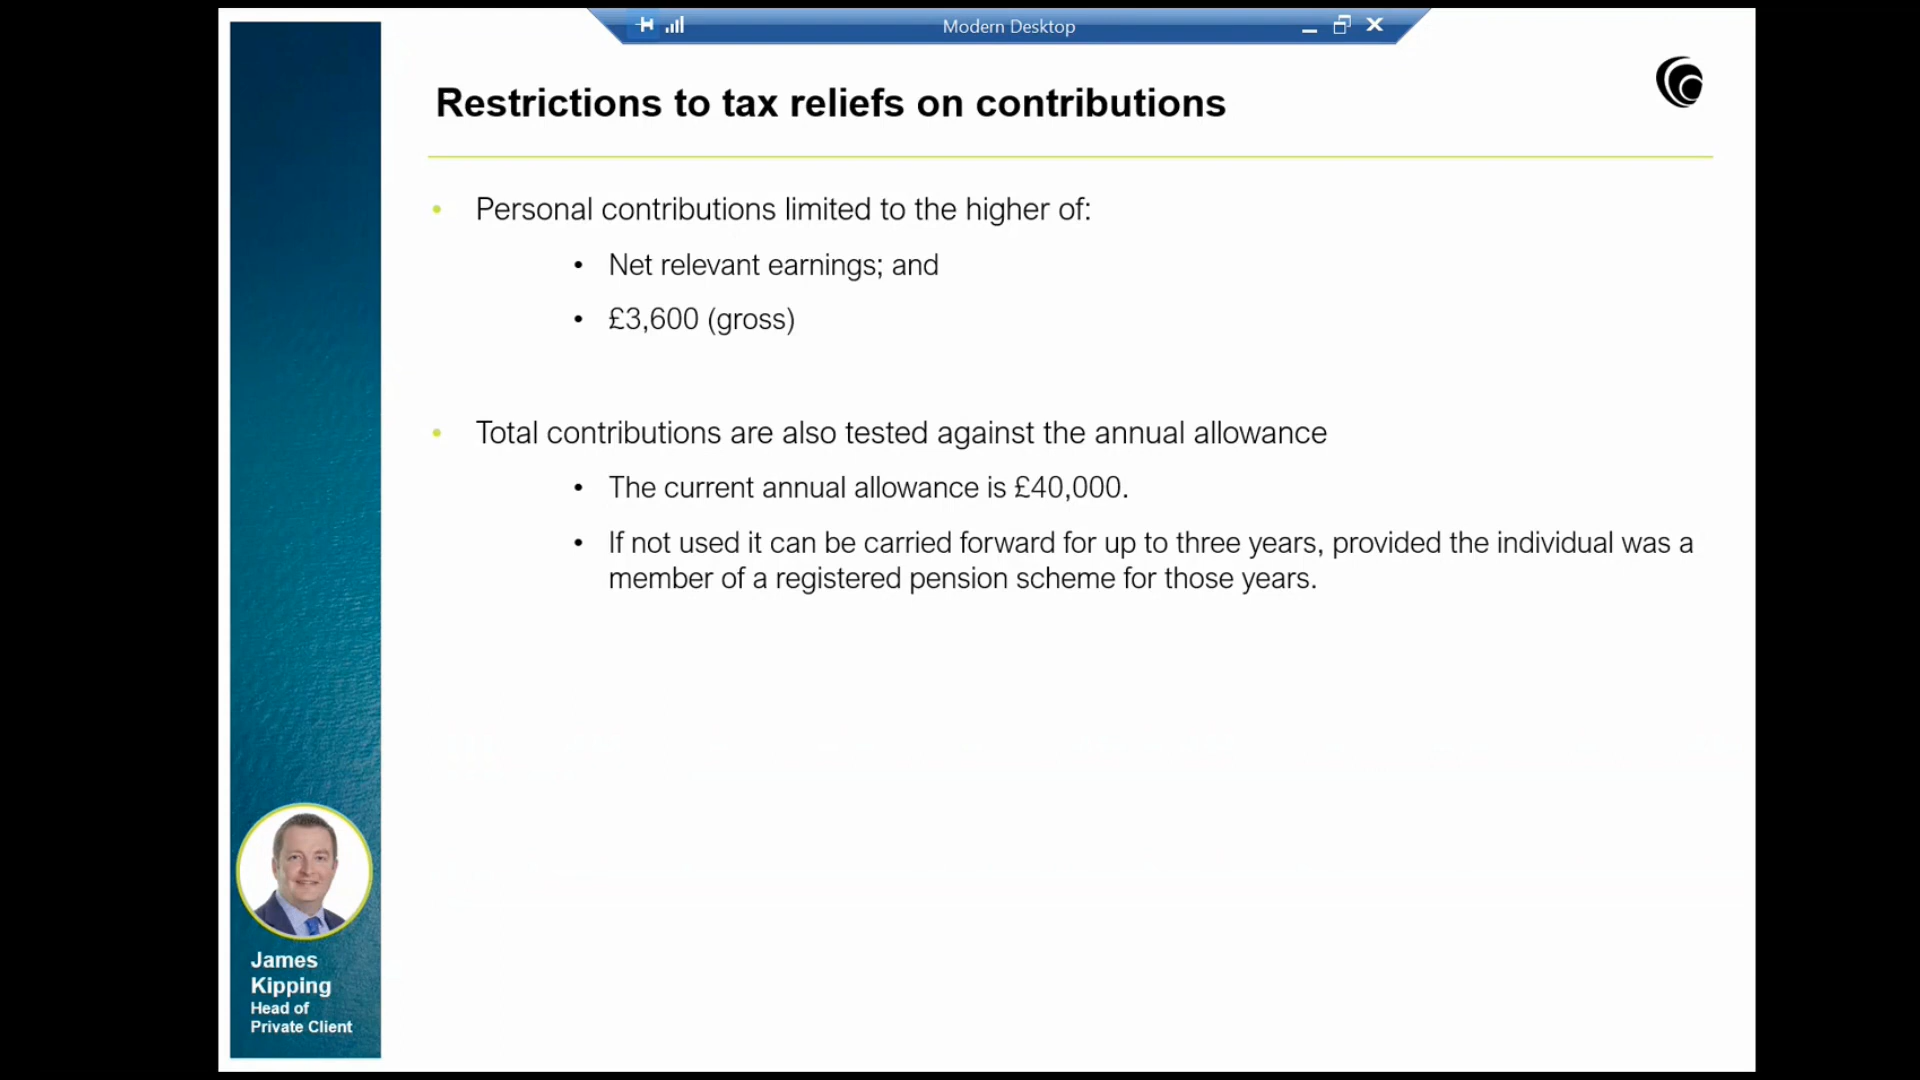 Modern Desktop
Restrictions to tax reliefs on contributions
• Personal contributions limited to the higher of:
• Net relevant earnings; and
• £3,600 (gross)
• Total contributions are also tested against the annual allowance
• The current annual allowance is £40,000.
• If not used it can be carried forward for up to three years, provided the individual was a
member of a registered pension scheme for those years.
James
Kipping
Head of
Private Client